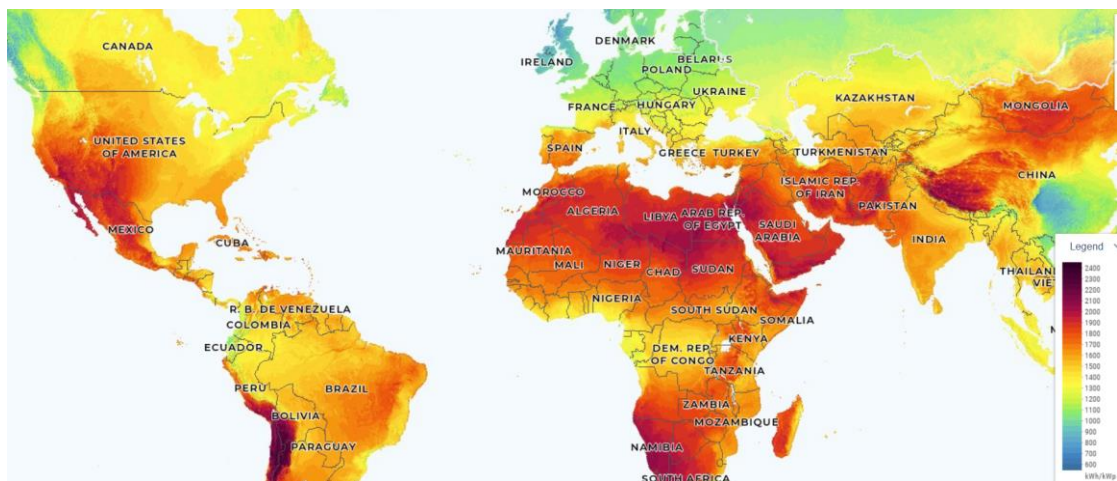 CANADA
DENMARK
IRELAND
BELARUS
POLAND
UKRAINE
FRANCE
HUNGARY
KAZAKHSTAN
MONGOLIA
UNITED STATES
OF AMERICA
ITALY
SPAIN
GREECE
TURKEY
TURKMENISTAN
CHINA
MOROCCO
ISLAMIC REP.
OF IRAN
ALGERIA
LIBYA
ARAB REP.
OF EGYPT
PAKISTAN
SAUDI
ARABIA
MEXICO
CUBA
INDIA
MAURITANIA
MALI
NIGER
CHAD
SUDAN
THAILAN
VIE
NIGERIA
SOUTH SUDAN
SOMALIA
R. B. DE VENEZUELA
COLOMBIA
ECUADOR
DEM. REP.
OF CONGO
KENYA
TANZANIA
PERU
BRAZIL
BOLIVIA
ZAMBIA
MOZAMBIQUE
PARAGUAY
NAMIBIA
SOUTH AFRICA
Legend
2400
2300
2200
2100
2000
1900
1800
1700
1600
1500
1400
1300
1200
1100
1000
900
800
700
600
kWh/kWp